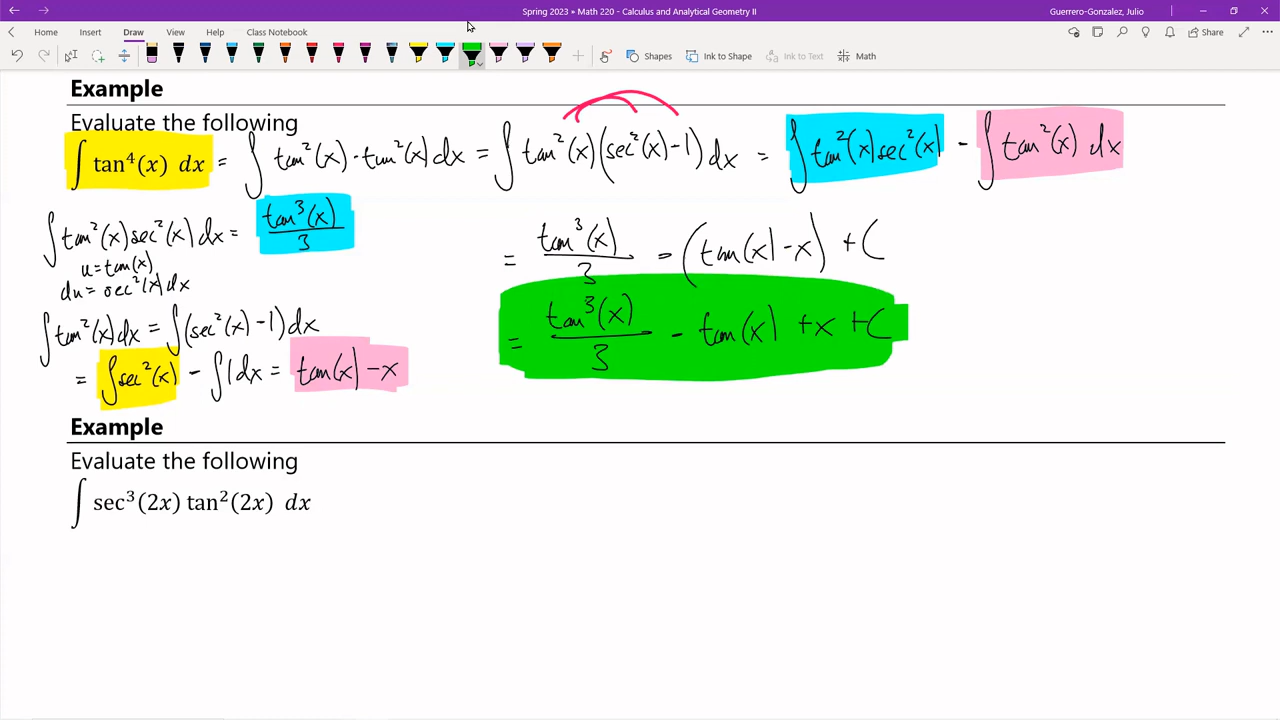 Spring 2023 » Math 220 - Calculus and Analytical Geometry II
Guerrero-Gonzalez, Julio
Home Insert Draw View Help Class Notebook
Share
Shapes Ink to Shape Ink to Text Math
Example
Evaluate the following
∫ tan⁴(x) dx = ∫ tan²(x)·tan²(x) dx = ∫ tan²(x)(sec²(x) − 1) dx = ∫ tan²(x) sec²(x) − ∫ tan²(x) dx
∫ tan²(x) sec²(x) dx = tan³(x)/3
u = tan(x)
du = sec²(x) dx
= tan³(x)/3 − (tan(x) − x) + C
= tan³(x)/3 − tan(x) + x + C
∫ tan²(x) dx = ∫ (sec²(x) − 1) dx
= ∫ sec²(x) − ∫ 1 dx = tan(x) − x
Example
Evaluate the following
∫ sec³(2x) tan²(2x) dx